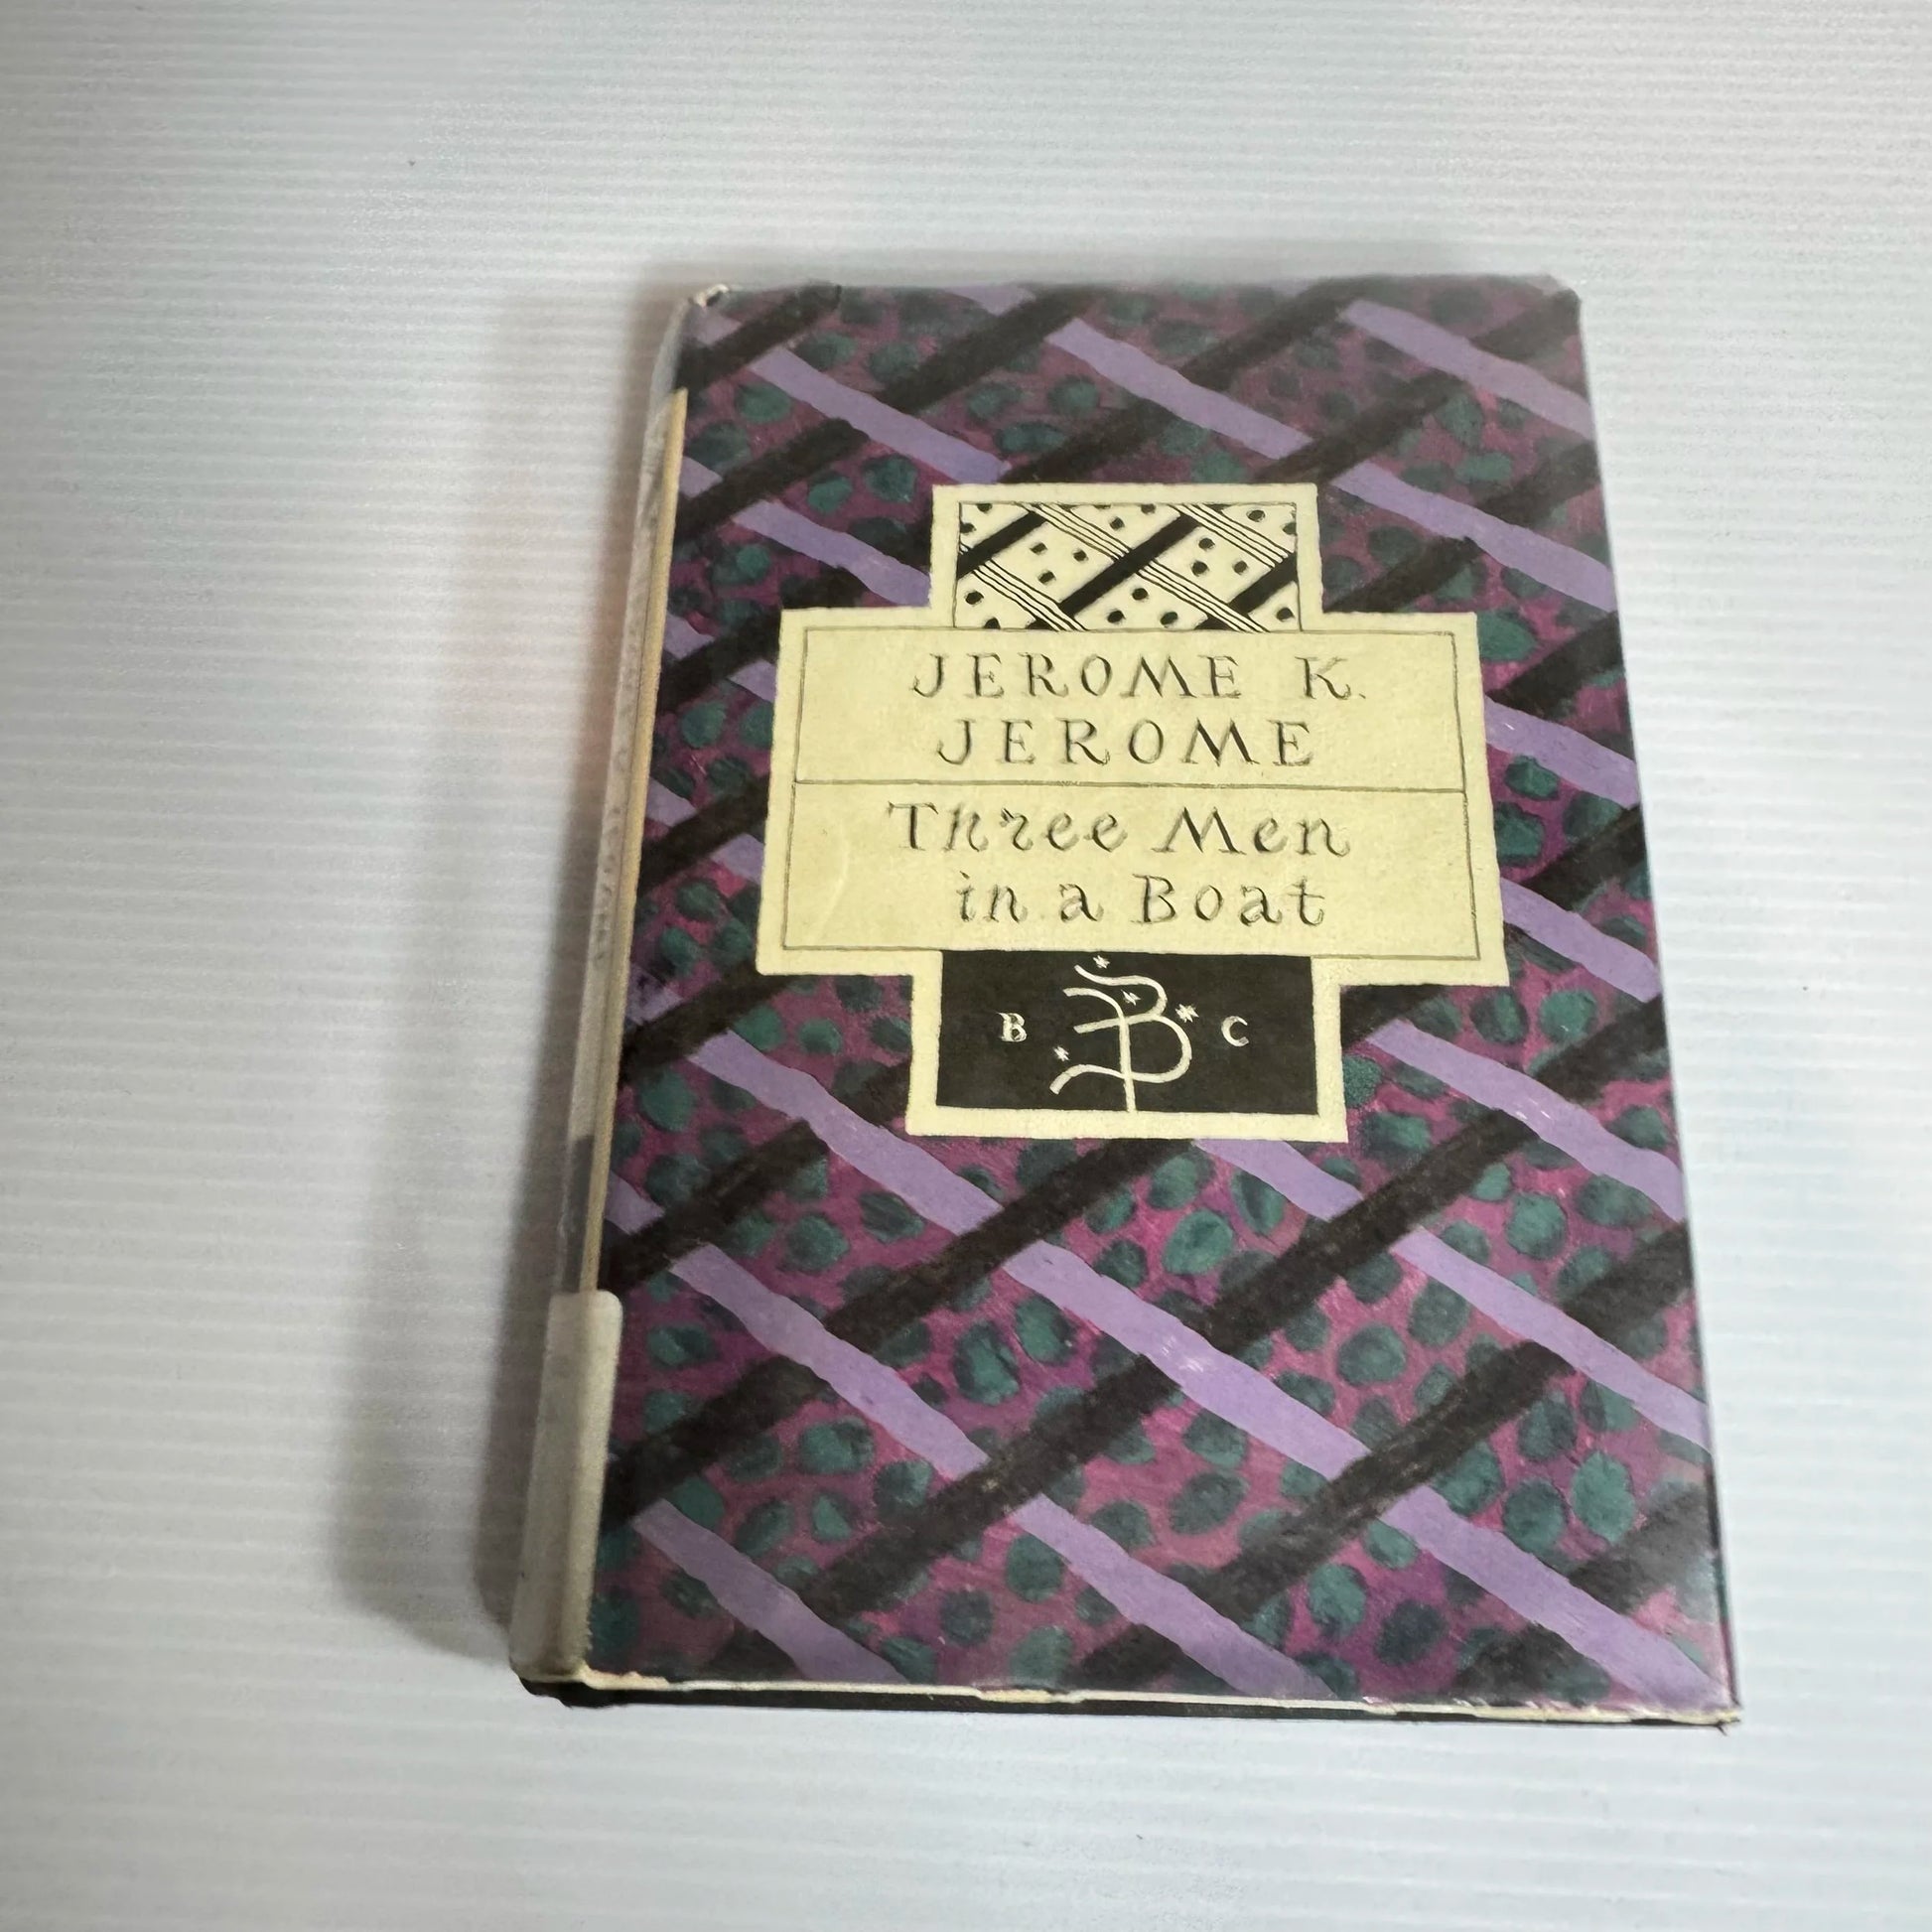 JEROME K.
JEROME
Three Men
in a Boat
B B C